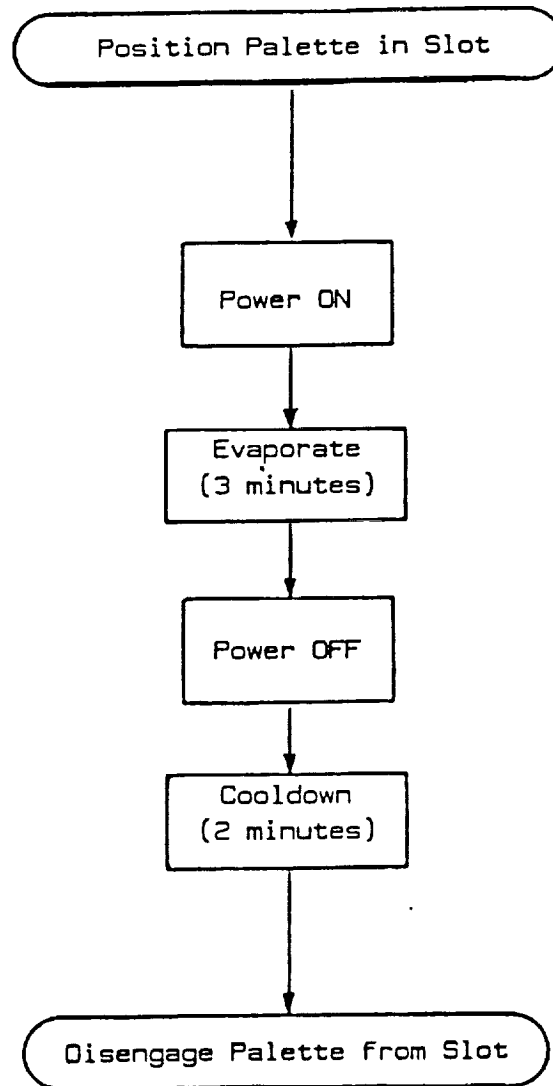 Position Palette in Slot
Power ON
Evaporate
(3 minutes)
Power OFF
Cooldown
(2 minutes)
Disengage Palette from Slot